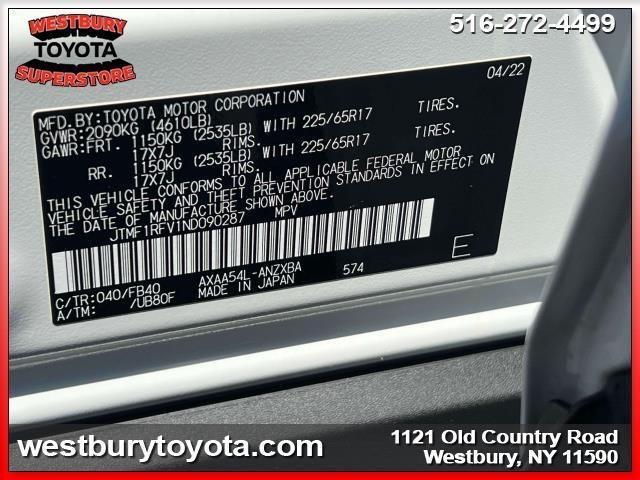 WESTBURY
TOYOTA
SUPERSTORE
516-272-4499
04/22
MFD.BY:TOYOTA MOTOR CORPORATION
GVWR:2090KG (4610LB)
GAWR:FRT. 1150KG (2535LB) WITH 225/65R17 TIRES.
17X7J RIMS.
RR. 1150KG (2535LB) WITH 225/65R17 TIRES.
17X7J RIMS.
THIS VEHICLE CONFORMS TO ALL APPLICABLE FEDERAL MOTOR
VEHICLE SAFETY AND THEFT PREVENTION STANDARDS IN EFFECT ON
THE DATE OF MANUFACTURE SHOWN ABOVE.
JTMF1RFV1ND090287 MPV
E
C/TR:040/FB40 AXAA54L-ANZXBA 574
A/TM: /UB80F MADE IN JAPAN
westburytoyota.com
1121 Old Country Road
Westbury, NY 11590